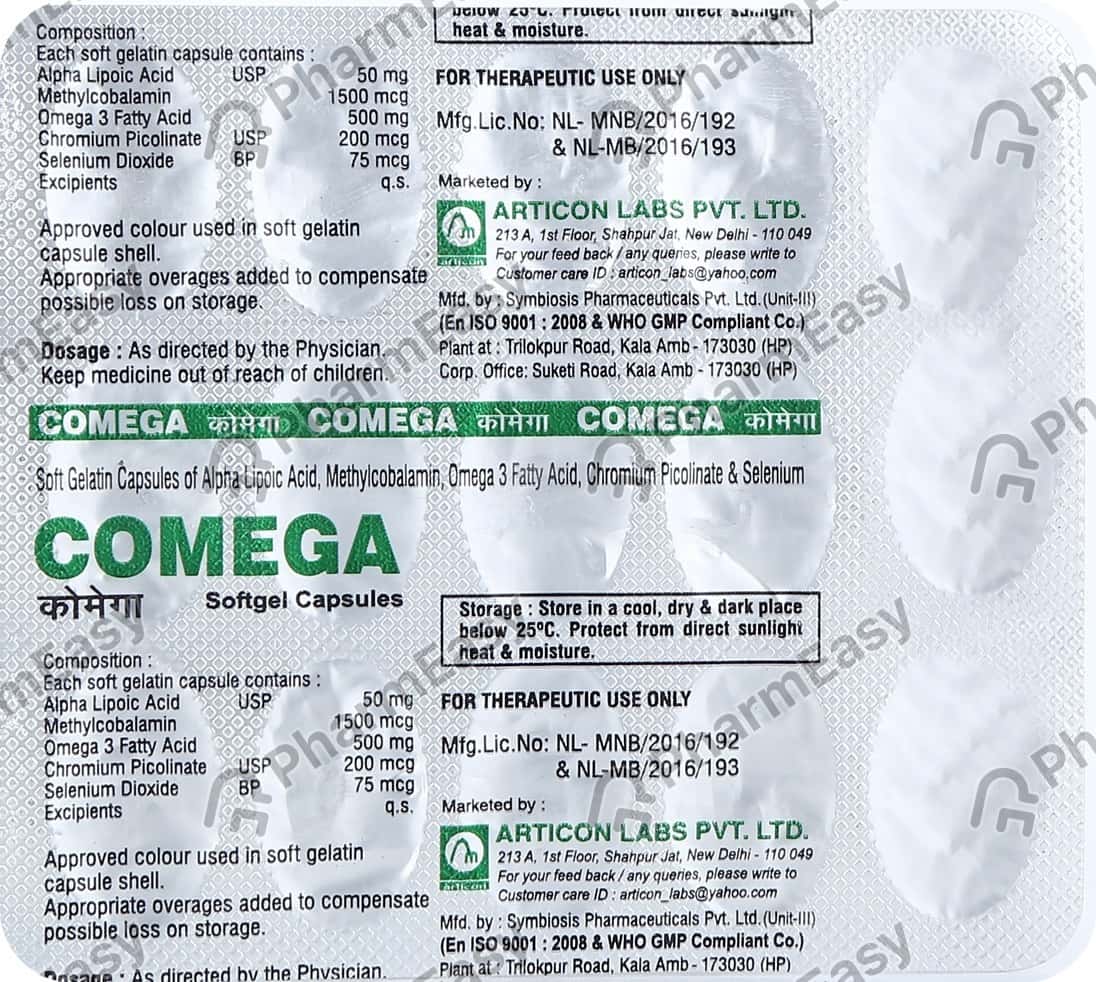 below 25ºC. Protect from direct sunlight
heat & moisture.
Composition :
Each soft gelatin capsule contains :
Alpha Lipoic Acid USP 50 mg
Methylcobalamin 1500 mcg
Omega 3 Fatty Acid 500 mg
Chromium Picolinate USP 200 mcg
Selenium Dioxide BP 75 mcg
Excipients q.s.
Approved colour used in soft gelatin
capsule shell.
Appropriate overages added to compensate
possible loss on storage.
Dosage : As directed by the Physician.
Keep medicine out of reach of children.
FOR THERAPEUTIC USE ONLY
Mfg.Lic.No: NL- MNB/2016/192
& NL-MB/2016/193
Marketed by :
articon
ARTICON LABS PVT. LTD.
213 A, 1st Floor, Shahpur Jat, New Delhi - 110 049
For your feed back / any queries, please write to
Customer care ID : articon_labs@yahoo.com
Mfd. by : Symbiosis Pharmaceuticals Pvt. Ltd.(Unit-III)
(En ISO 9001 : 2008 & WHO GMP Compliant Co.)
Plant at : Trilokpur Road, Kala Amb - 173030 (HP)
Corp. Office: Suketi Road, Kala Amb - 173030 (HP)
COMEGA कोमेगा COMEGA कोमेगा COMEGA कोमेगा
Soft Gelatin Capsules of Alpha Lipoic Acid, Methylcobalamin, Omega 3 Fatty Acid, Chromium Picolinate & Selenium
COMEGA
कोमेगा Softgel Capsules
Composition :
Each soft gelatin capsule contains :
Alpha Lipoic Acid USP 50 mg
Methylcobalamin 1500 mcg
Omega 3 Fatty Acid 500 mg
Chromium Picolinate USP 200 mcg
Selenium Dioxide BP 75 mcg
Excipients q.s.
Approved colour used in soft gelatin
capsule shell.
Appropriate overages added to compensate
possible loss on storage.
Dosage : As directed by the Physician.
Storage : Store in a cool, dry & dark place
below 25ºC. Protect from direct sunlight
heat & moisture.
FOR THERAPEUTIC USE ONLY
Mfg.Lic.No: NL- MNB/2016/192
& NL-MB/2016/193
Marketed by :
articon
ARTICON LABS PVT. LTD.
213 A, 1st Floor, Shahpur Jat, New Delhi - 110 049
For your feed back / any queries, please write to
Customer care ID : articon_labs@yahoo.com
Mfd. by : Symbiosis Pharmaceuticals Pvt. Ltd.(Unit-III)
(En ISO 9001 : 2008 & WHO GMP Compliant Co.)
Plant at : Trilokpur Road, Kala Amb - 173030 (HP)
PharmEasy
PharmEasy
PharmEasy
PharmEasy